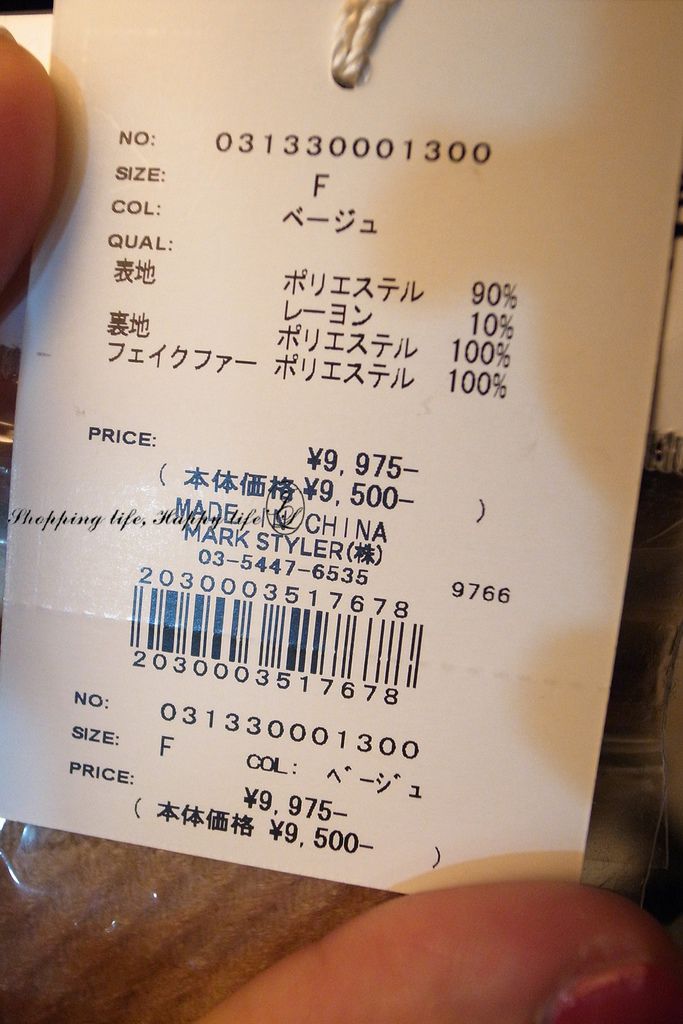 NO: 031330001300
SIZE: F
COL: ベージュ
QUAL:
表地 ポリエステル 90%
レーヨン 10%
裏地 ポリエステル 100%
フェイクファー ポリエステル 100%
PRICE: ¥9,975-
( 本体価格 ¥9,500- )
MADE IN CHINA
Shopping life, Happy life
MARK STYLER(株)
03-5447-6535
9766
2030003517678
2030003517678
NO: 031330001300
SIZE: F COL: ベージュ
PRICE: ¥9,975-
( 本体価格 ¥9,500- )